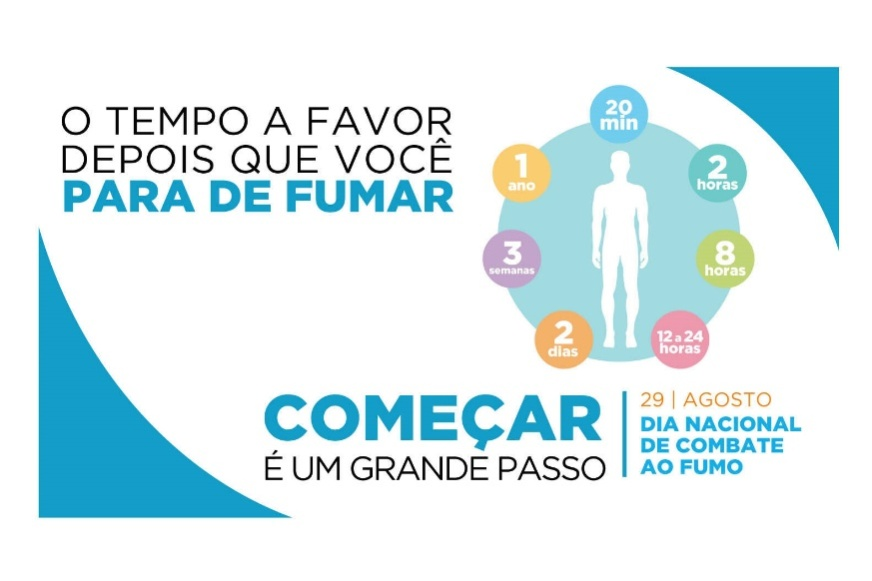 O TEMPO A FAVOR
DEPOIS QUE VOCÊ
PARA DE FUMAR
20
min
2
horas
8
horas
12 a 24
horas
2
dias
3
semanas
1
ano
COMEÇAR
É UM GRANDE PASSO
29 | AGOSTO
DIA NACIONAL
DE COMBATE
AO FUMO